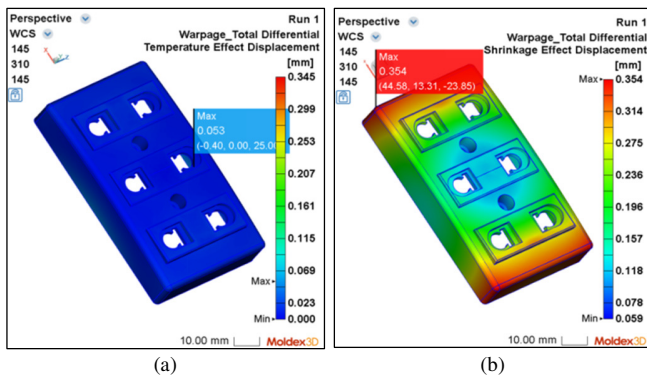 Perspective
WCS
145
310
145
Run 1
Warpage_Total Differential
Temperature Effect Displacement
[mm]
Max
0.053
(-0.40, 0.00, 25.00
0.345
0.299
0.253
0.207
0.161
0.115
0.069
Max
0.023
Min
0.000
10.00 mm
Moldex3D
(a)
Perspective
WCS
145
310
145
Run 1
Warpage_Total Differential
Shrinkage Effect Displacement
[mm]
Max
0.354
(44.58, 13.31, -23.85)
Max
0.354
0.314
0.275
0.235
0.196
0.157
0.118
0.078
Min
0.059
10.00 mm
Moldex3D
(b)